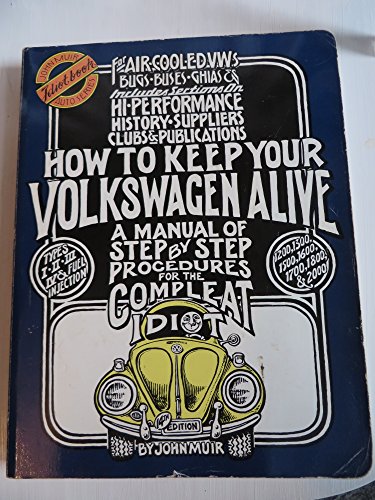 JOHN MUIR
Idiotbook
AUTO SERIES
For AIR-COOLED VWs
BUGS·BUSES·GHIAS &
Includes Sections On
HI-PERFORMANCE
HISTORY·SUPPLIERS
CLUBS & PUBLICATIONS
HOW TO KEEP YOUR
VOLKSWAGEN ALIVE
A MANUAL OF
STEP BY STEP
PROCEDURES
FOR THE
COMPLEAT
IDIOT
TYPES
I·II·III
IV & FUEL
INJECTION
1200, 1300,
1500, 1600,
1700, 1800,
& 2000!
EDITION
BY JOHN MUIR